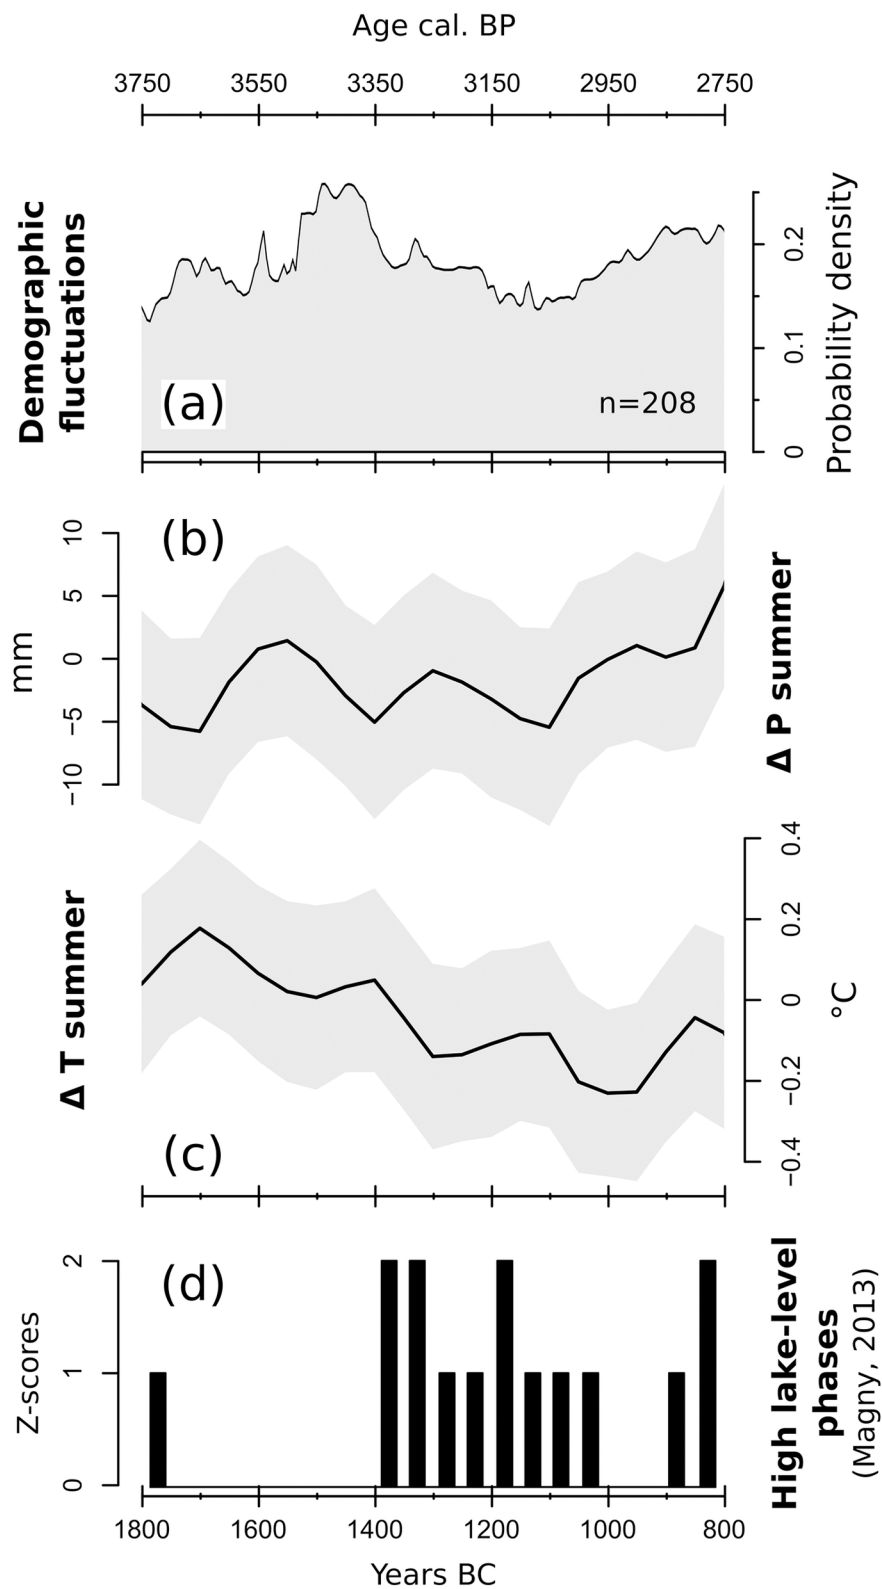 Age cal. BP
3750 3550 3350 3150 2950 2750
Demographic
fluctuations
(a)
n=208
0 0.1 0.2
Probability density
(b)
10
5
0
−5
−10
mm
Δ P summer
Δ T summer
(c)
0.4
0.2
0
−0.2
−0.4
°C
(d)
2
1
0
Z-scores
High lake-level
phases
(Magny, 2013)
1800 1600 1400 1200 1000 800
Years BC